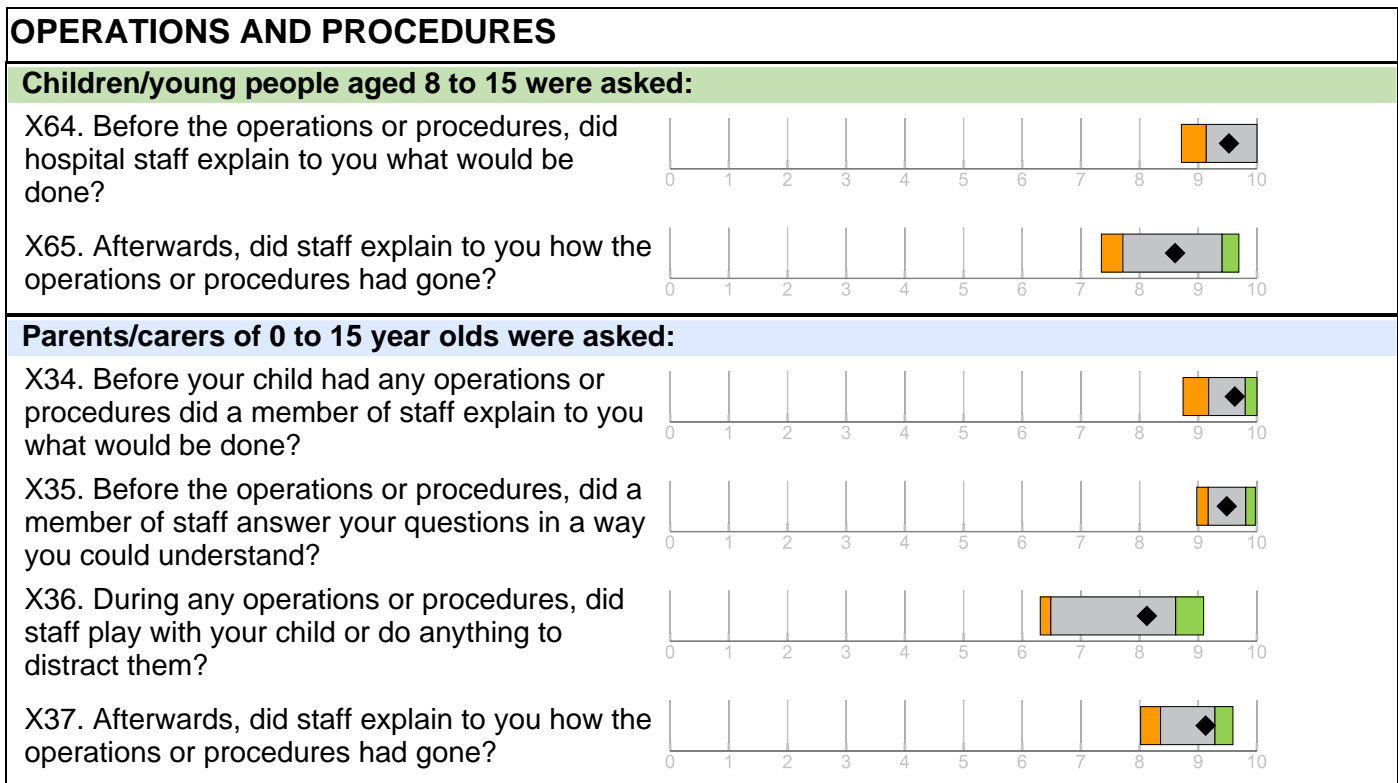 OPERATIONS AND PROCEDURES
Children/young people aged 8 to 15 were asked:
X64. Before the operations or procedures, did
hospital staff explain to you what would be
done?
0 1 2 3 4 5 6 7 8 9 10
X65. Afterwards, did staff explain to you how the
operations or procedures had gone?
0 1 2 3 4 5 6 7 8 9 10
Parents/carers of 0 to 15 year olds were asked:
X34. Before your child had any operations or
procedures did a member of staff explain to you
what would be done?
0 1 2 3 4 5 6 7 8 9 10
X35. Before the operations or procedures, did a
member of staff answer your questions in a way
you could understand?
0 1 2 3 4 5 6 7 8 9 10
X36. During any operations or procedures, did
staff play with your child or do anything to
distract them?
0 1 2 3 4 5 6 7 8 9 10
X37. Afterwards, did staff explain to you how the
operations or procedures had gone?
0 1 2 3 4 5 6 7 8 9 10